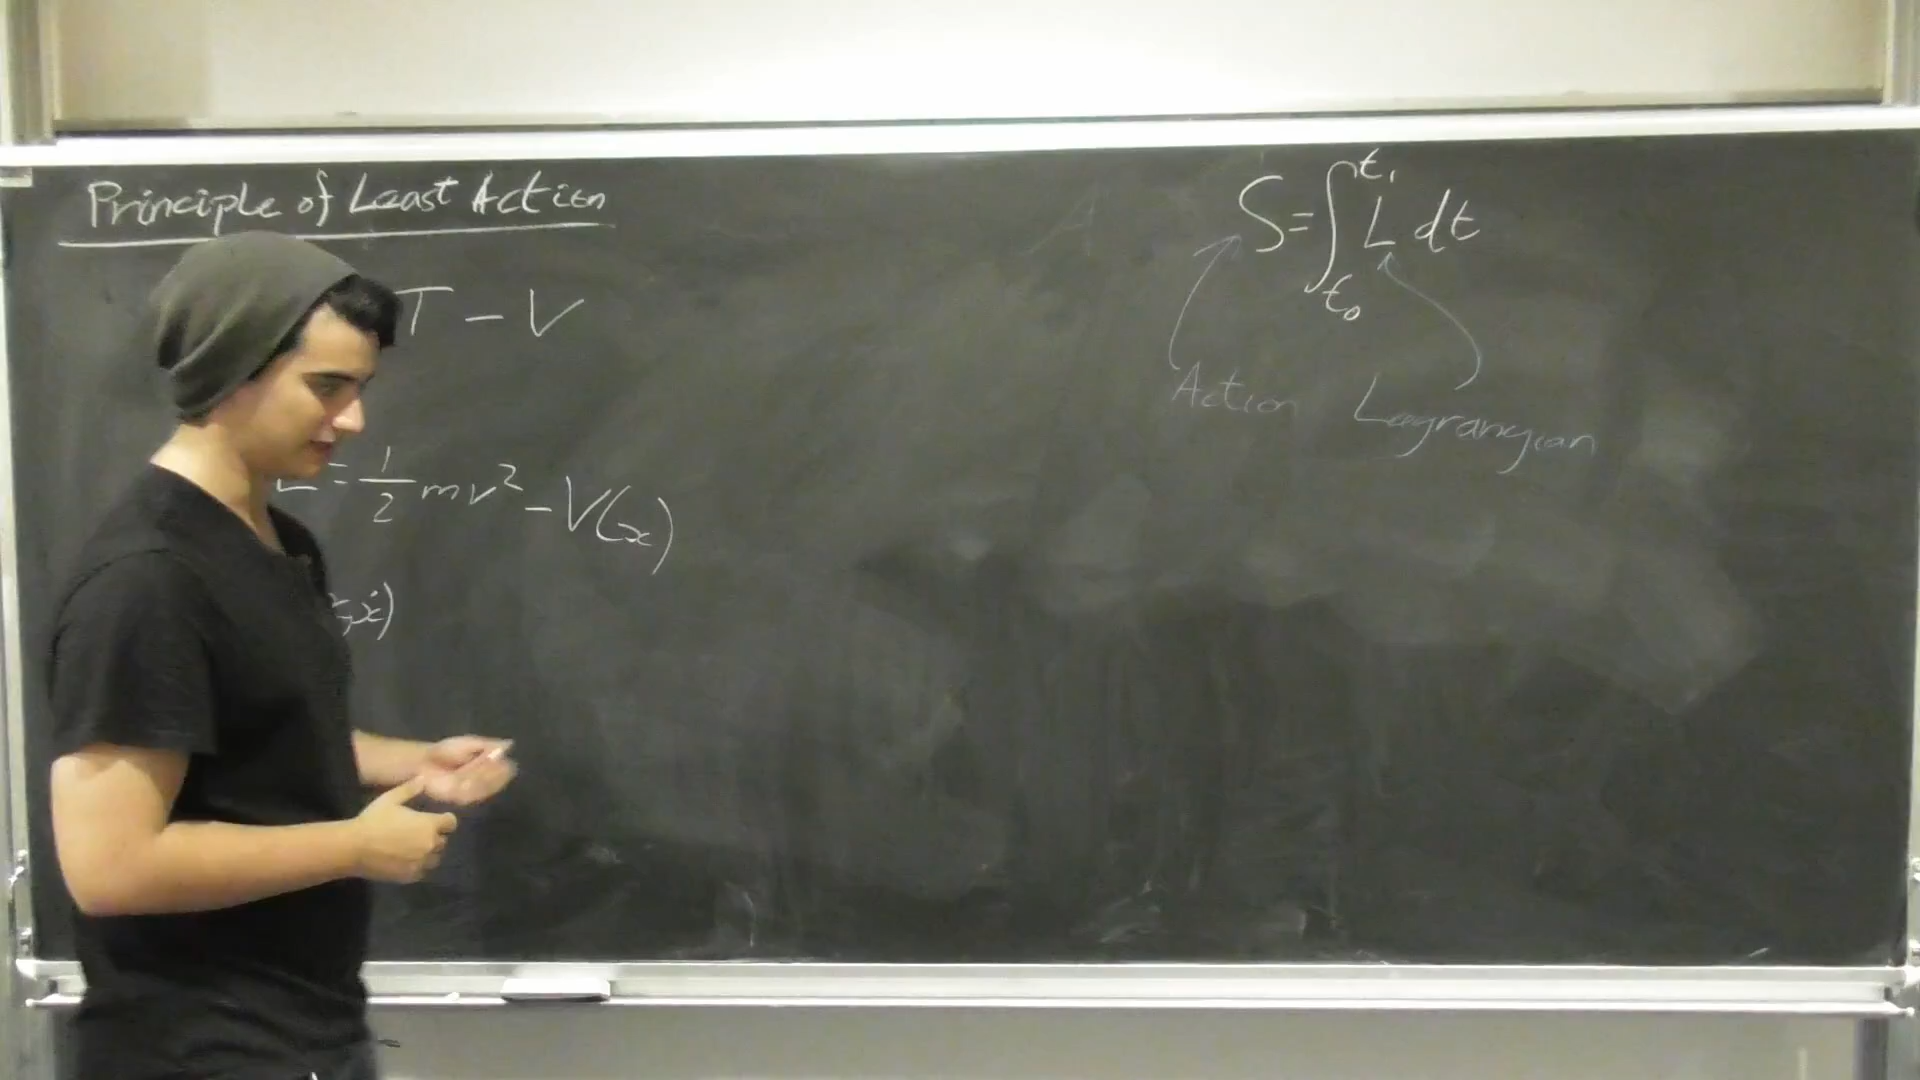 Principle of Least Action
T - V
L = 1/2 mv² - V(x)
, ẋ)
S = ∫ t₀ t₁ L dt
Action Lagrangian